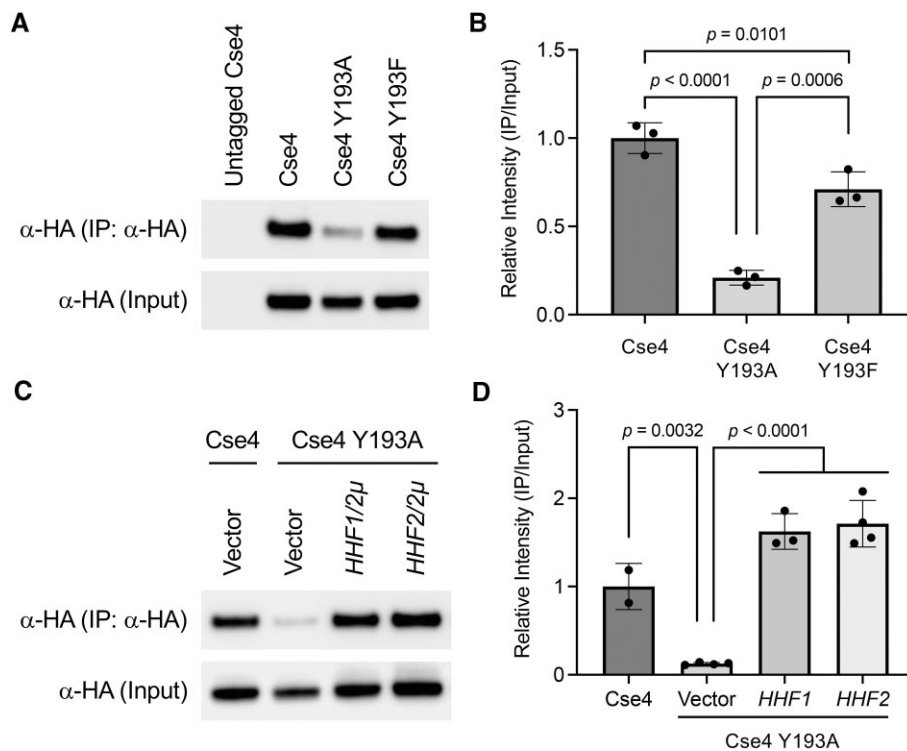 A
Untagged Cse4
Cse4
Cse4 Y193A
Cse4 Y193F
α-HA (IP: α-HA)
α-HA (Input)
B
Relative Intensity (IP/Input)
1.5
1.0
0.5
0.0
p = 0.0101
p < 0.0001
p = 0.0006
Cse4
Cse4
Y193A
Cse4
Y193F
C
Cse4
Cse4 Y193A
Vector
Vector
HHF1/2µ
HHF2/2µ
α-HA (IP: α-HA)
α-HA (Input)
D
Relative Intensity (IP/Input)
3
2
1
0
p = 0.0032
p < 0.0001
Cse4
Vector
HHF1
HHF2
Cse4 Y193A